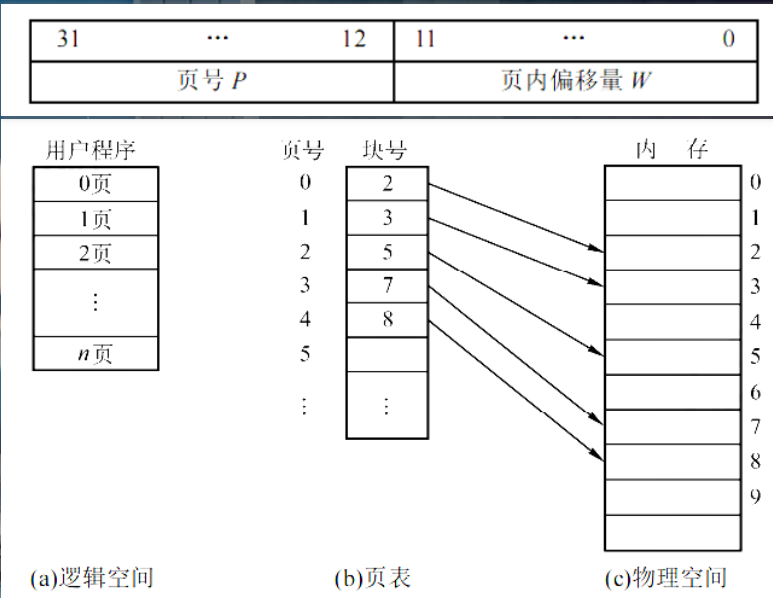 31 … 12 11 … 0
页号 P 页内偏移量 W
用户程序 页号 块号 内 存
0页 0 2 0
1页 1 3 1
2页 2 5 2
⋮ 3 7 3
4 8 4
n页 5 5
⋮ ⋮ 6
7
8
9
(a)逻辑空间 (b)页表 (c)物理空间